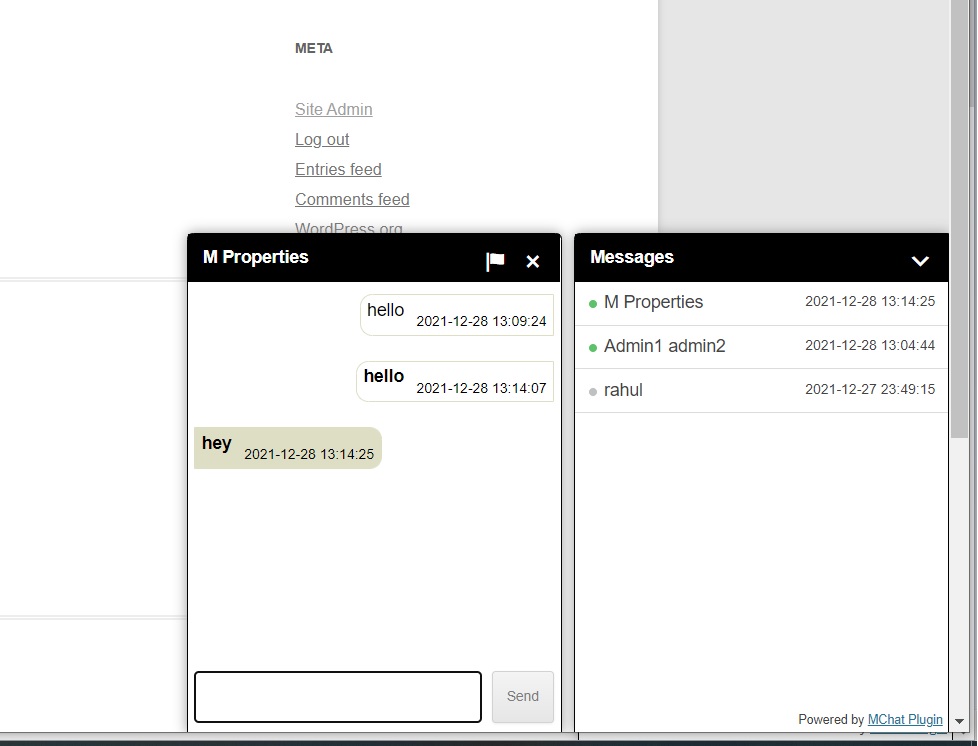 META
Site Admin
Log out
Entries feed
Comments feed
WordPress.org
M Properties
hello 2021-12-28 13:09:24
hello 2021-12-28 13:14:07
hey 2021-12-28 13:14:25
Send
Messages
M Properties 2021-12-28 13:14:25
Admin1 admin2 2021-12-28 13:04:44
rahul 2021-12-27 23:49:15
Powered by MChat Plugin